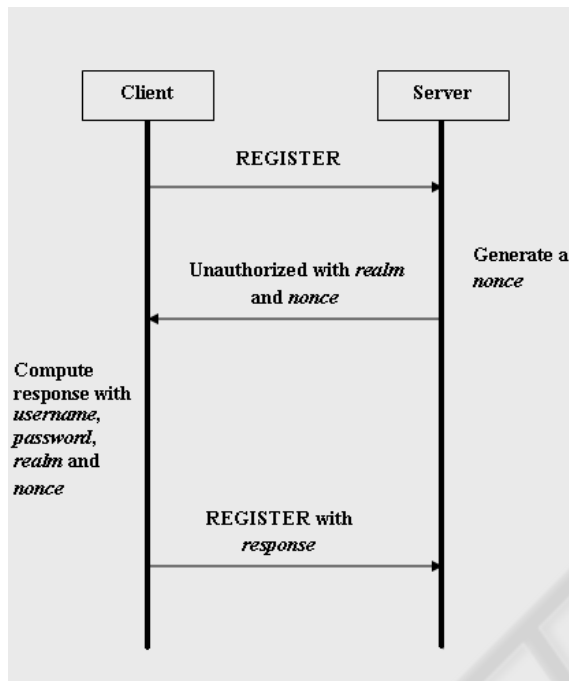 Client
Server
REGISTER
Generate a
nonce
Unauthorized with realm
and nonce
Compute
response with
username,
password,
realm and
nonce
REGISTER with
response